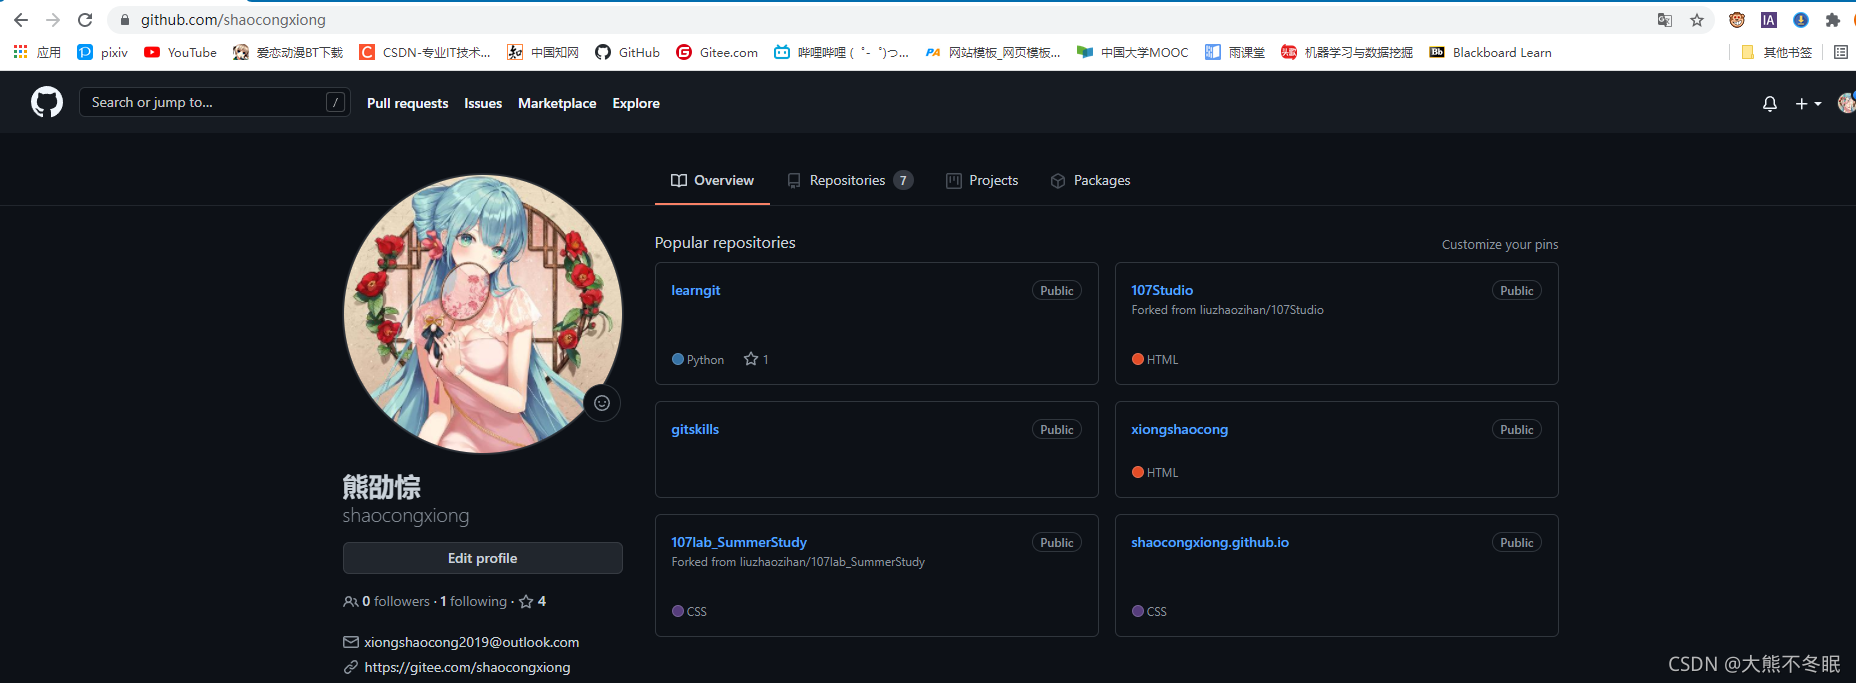 github.com/shaocongxiong
应用 pixiv YouTube 爱恋动漫BT下载 CSDN-专业IT技术... 中国知网 GitHub Gitee.com 哔哩哔哩 ( ゜- ゜)つ... 网站模板_网页模板... 中国大学MOOC 雨课堂 机器学习与数据挖掘 Blackboard Learn 其他书签
Search or jump to... / Pull requests Issues Marketplace Explore
Overview Repositories 7 Projects Packages
Popular repositories Customize your pins
learngit Public
Python 1
107Studio Public
Forked from liuzhaozihan/107Studio
HTML
gitskills Public
xiongshaocong Public
HTML
107lab_SummerStudy Public
Forked from liuzhaozihan/107lab_SummerStudy
CSS
shaocongxiong.github.io Public
CSS
熊劭悰
shaocongxiong
Edit profile
0 followers · 1 following · 4
xiongshaocong2019@outlook.com
https://gitee.com/shaocongxiong
CSDN @大熊不冬眠